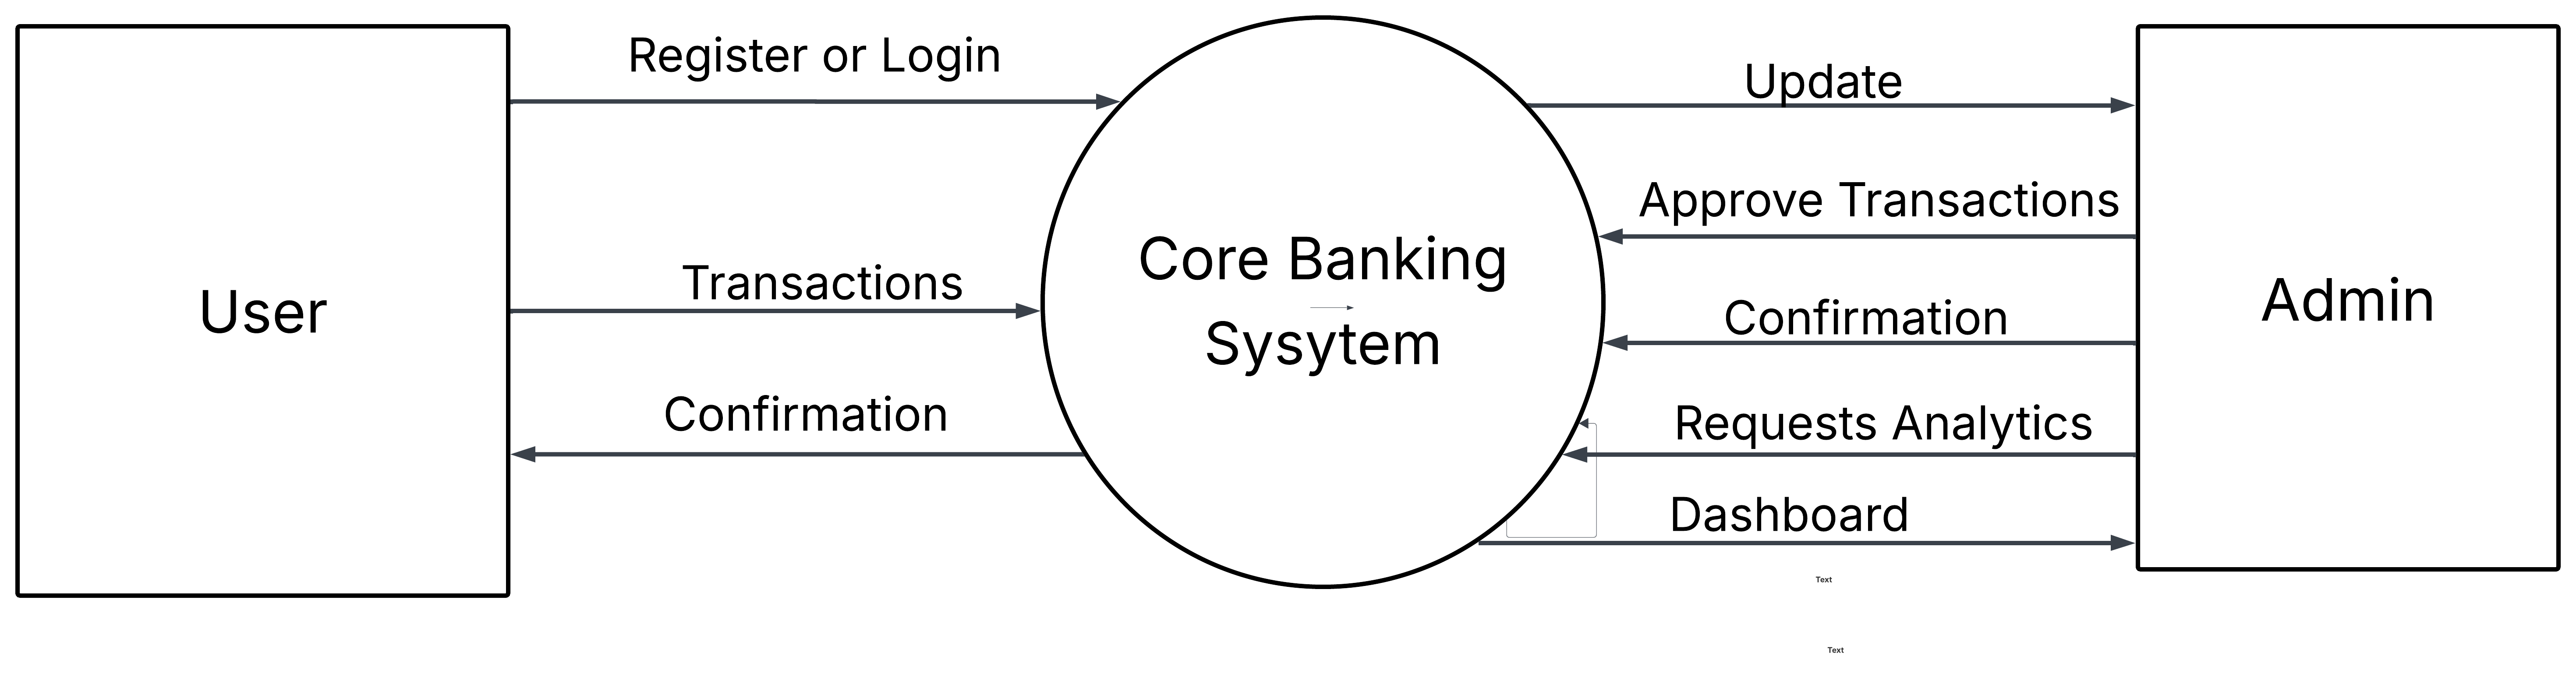 User
Register or Login
Transactions
Confirmation
Core Banking
Sysytem
Update
Approve Transactions
Confirmation
Requests Analytics
Dashboard
Admin
Text
Text